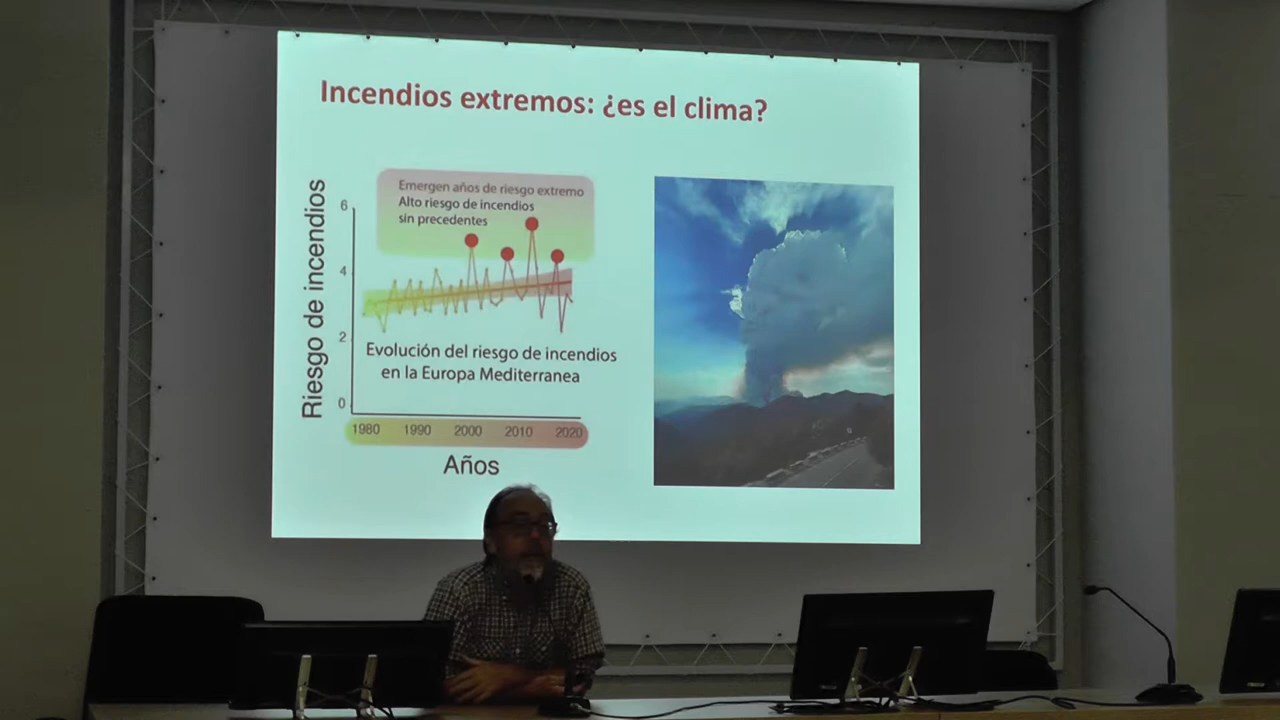 Incendios extremos: ¿es el clima?
Riesgo de incendios
Emergen años de riesgo extremo
Alto riesgo de incendios
sin precedentes
6
4
2
0
Evolución del riesgo de incendios
en la Europa Mediterranea
1980 1990 2000 2010 2020
Años